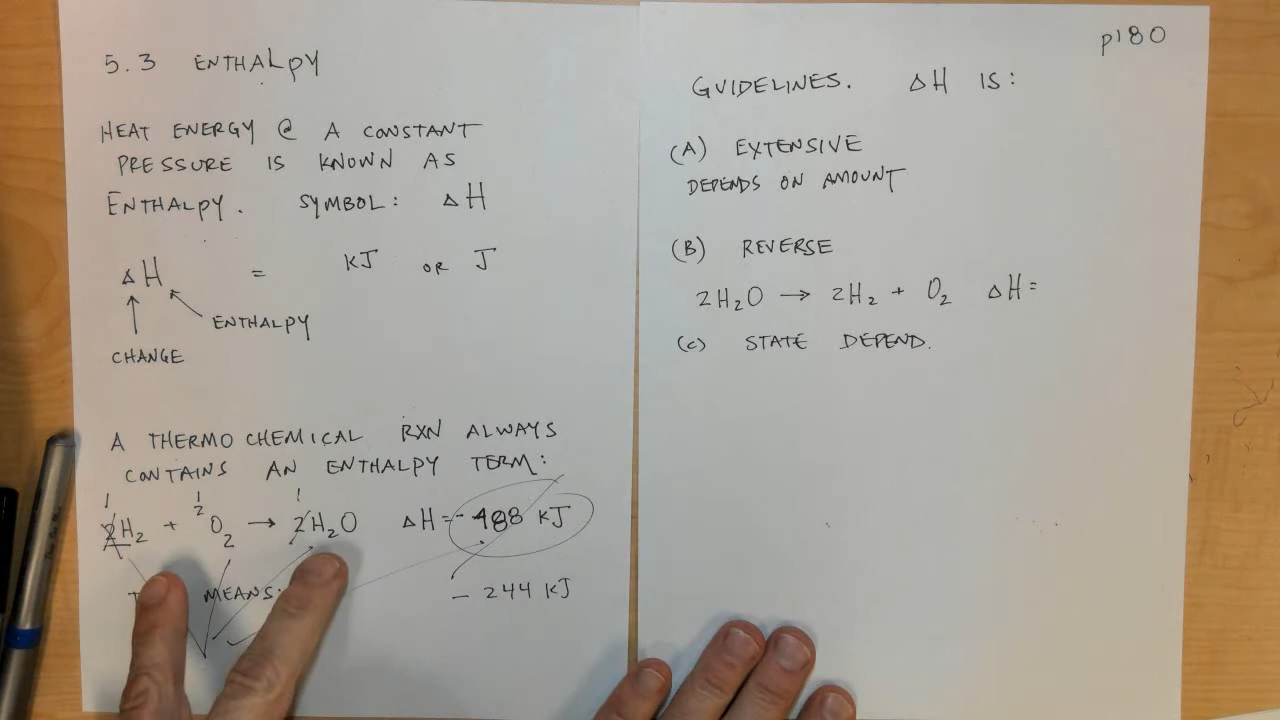 5.3 ENTHALPY
HEAT ENERGY @ A CONSTANT
PRESSURE IS KNOWN AS
ENTHALPY. SYMBOL: ΔH
ΔH = KJ OR J
ENTHALPY
CHANGE
A THERMOCHEMICAL RXN ALWAYS
CONTAINS AN ENTHALPY TERM:
1 1/2 1
2H₂ + O₂ → 2H₂O ΔH = -488 KJ
MEANS:
- 244 KJ
p180
GUIDELINES. ΔH IS:
(A) EXTENSIVE
DEPENDS ON AMOUNT
(B) REVERSE
2H₂O → 2H₂ + O₂ ΔH =
(C) STATE DEPEND.